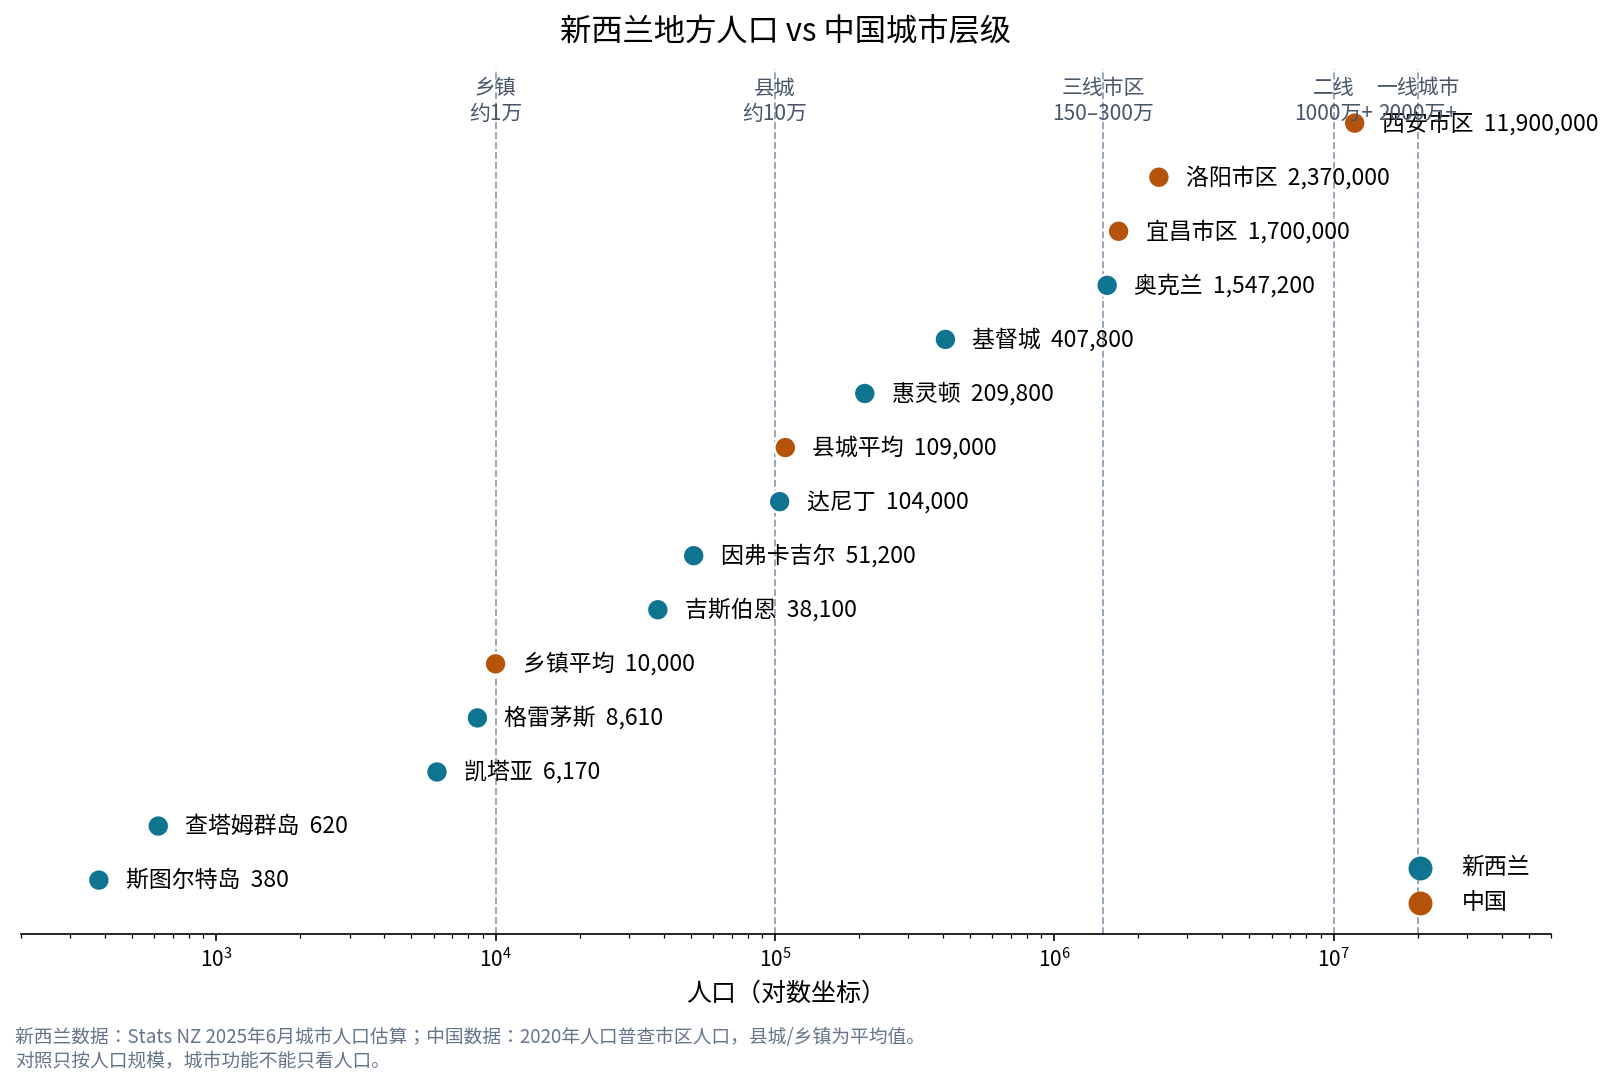 新西兰地方人口 vs 中国城市层级
乡镇
约1万
县城
约10万
三线市区
150–300万
二线
1000万+
一线城市
2000万+
西安市区 11,900,000
洛阳市区 2,370,000
宜昌市区 1,700,000
奥克兰 1,547,200
基督城 407,800
惠灵顿 209,800
县城平均 109,000
达尼丁 104,000
因弗卡吉尔 51,200
吉斯伯恩 38,100
乡镇平均 10,000
格雷茅斯 8,610
凯塔亚 6,170
查塔姆群岛 620
斯图尔特岛 380
新西兰
中国
10³
10⁴
10⁵
10⁶
10⁷
人口（对数坐标）
新西兰数据：Stats NZ 2025年6月城市人口估算；中国数据：2020年人口普查市区人口，县城/乡镇为平均值。
对照只按人口规模，城市功能不能只看人口。